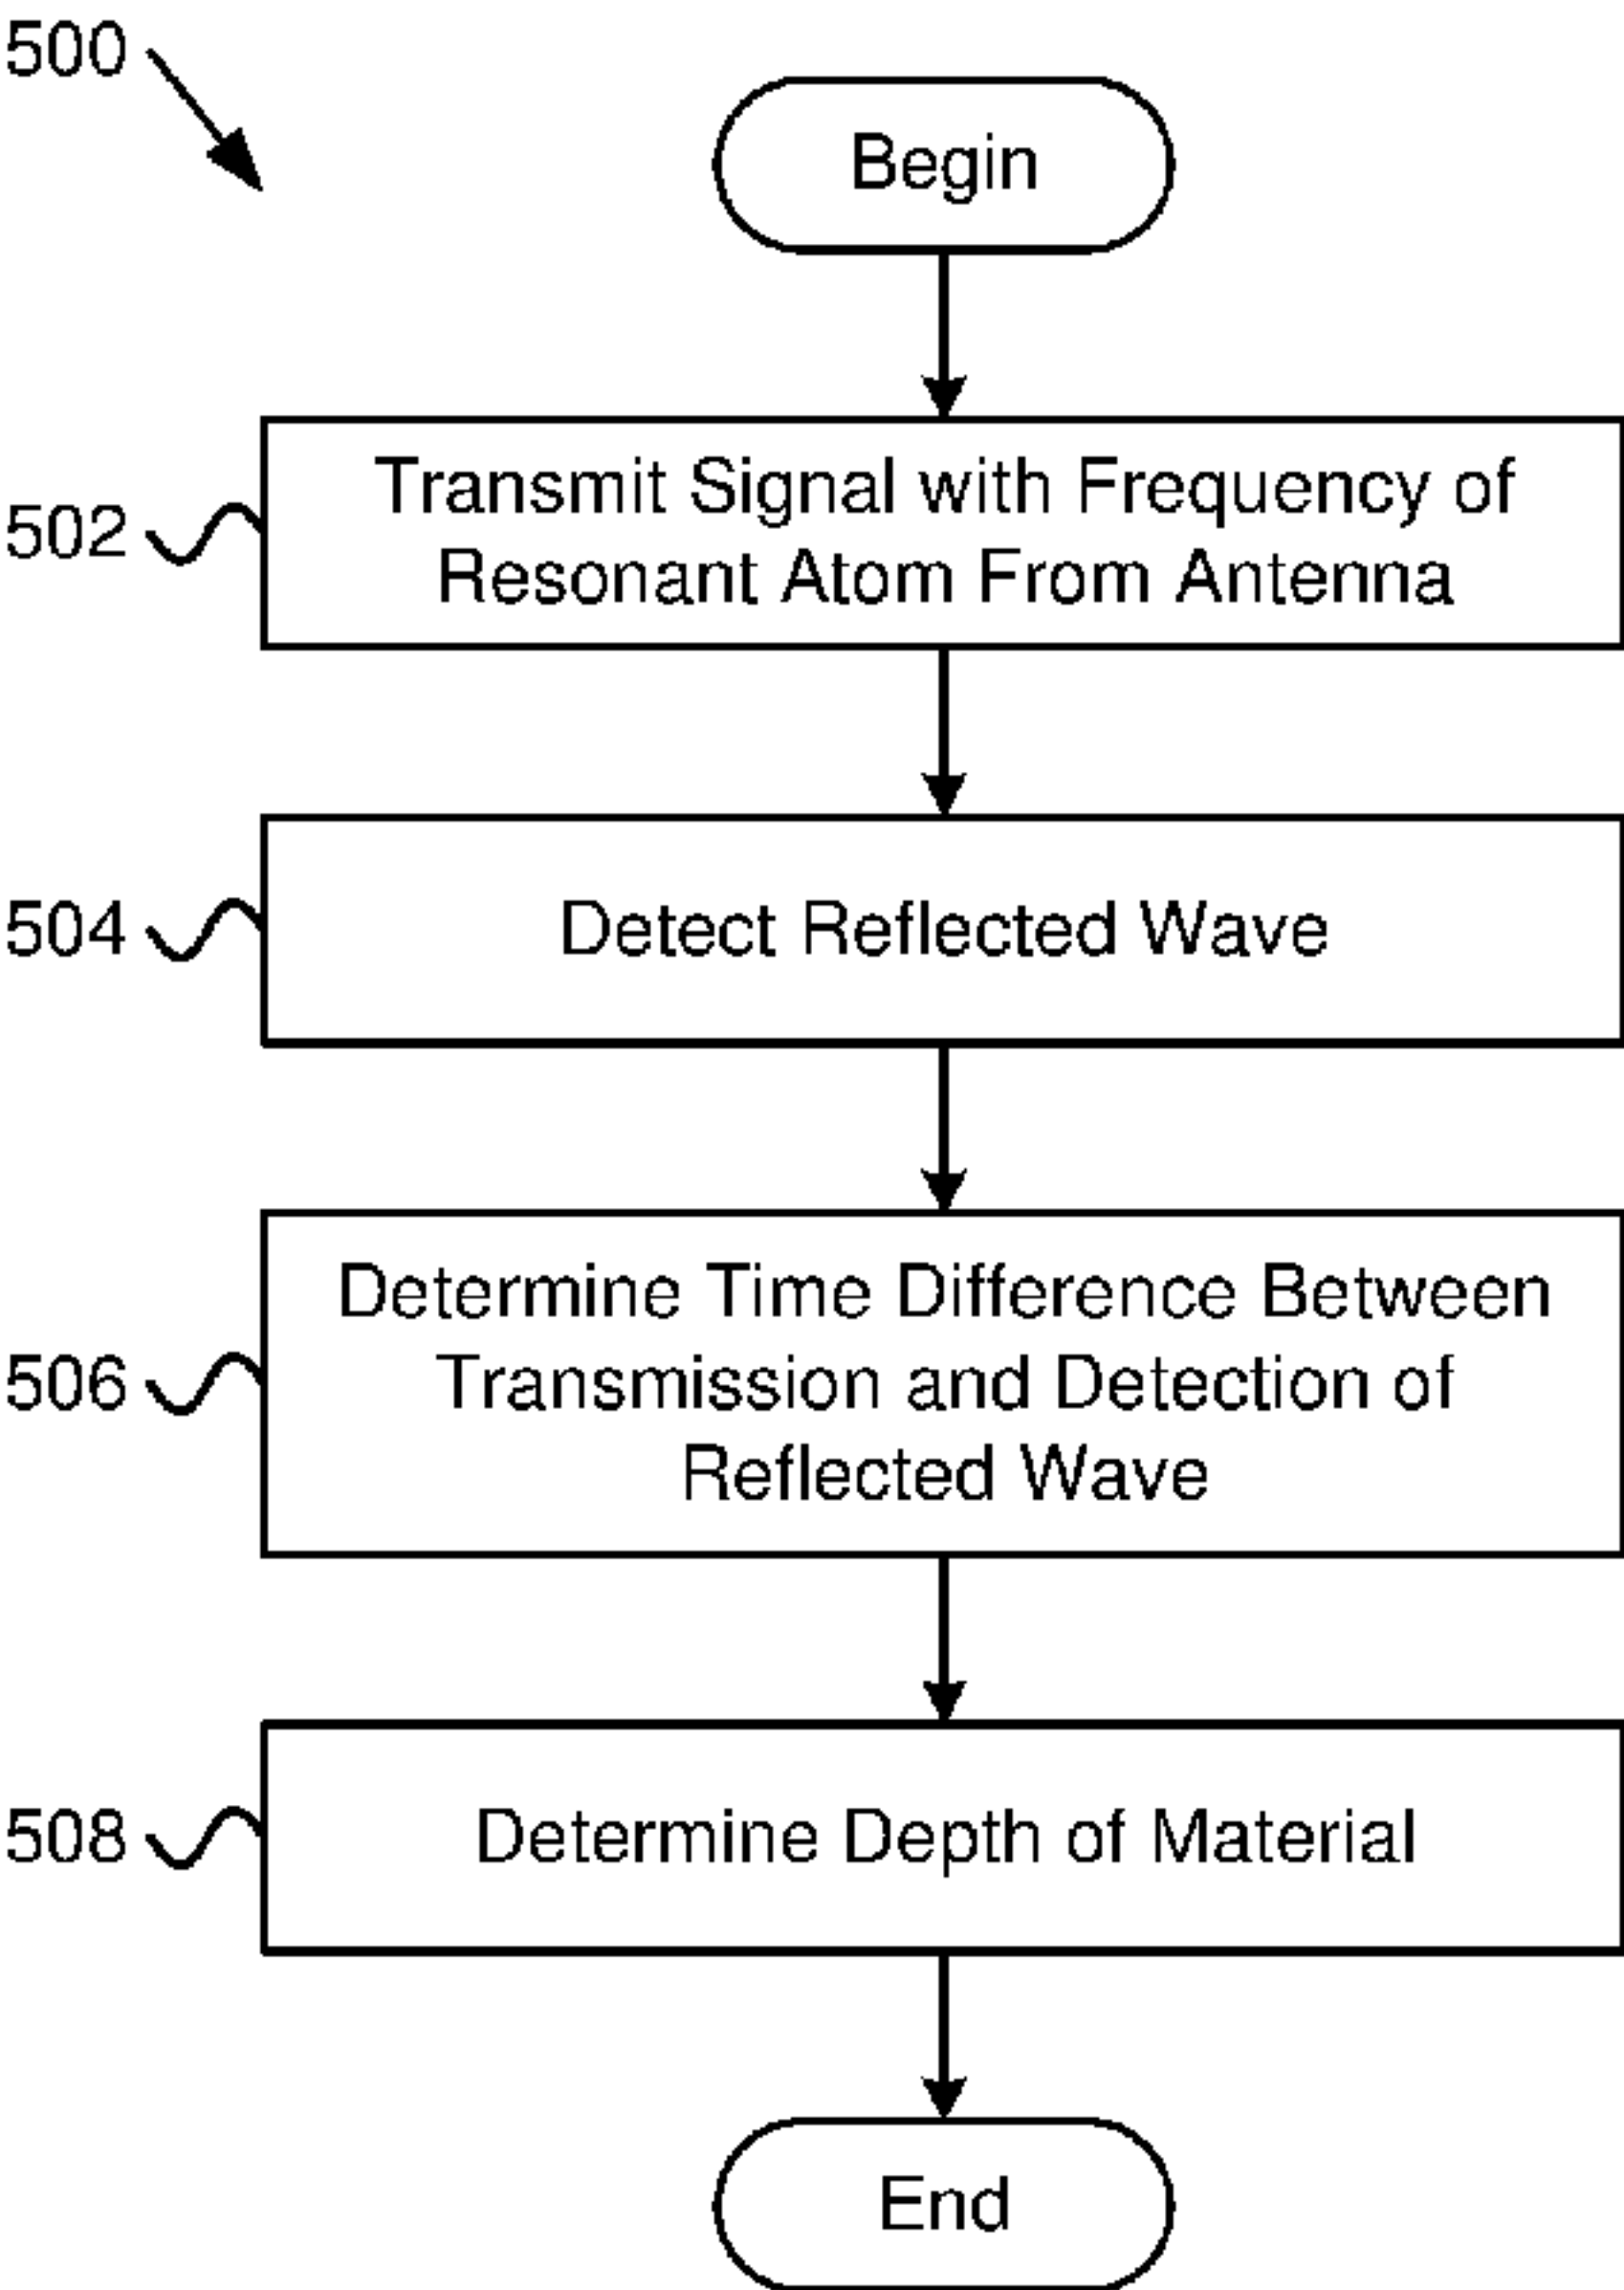 500
Begin
502
Transmit Signal with Frequency of
Resonant Atom From Antenna
504
Detect Reflected Wave
506
Determine Time Difference Between
Transmission and Detection of
Reflected Wave
508
Determine Depth of Material
End